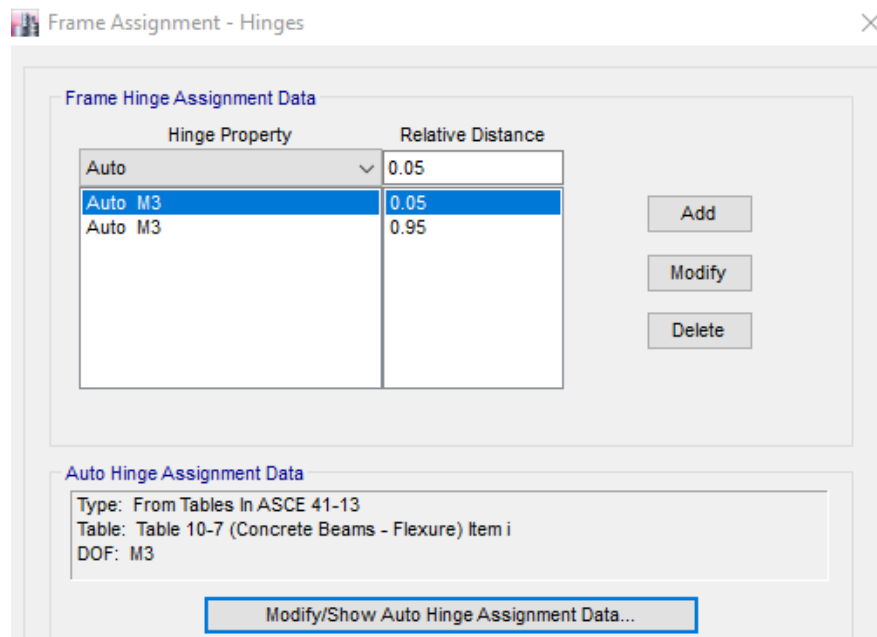 Frame Assignment - Hinges
Frame Hinge Assignment Data
Hinge Property Relative Distance
Auto 0.05
Auto M3 0.05
Auto M3 0.95
Add
Modify
Delete
Auto Hinge Assignment Data
Type: From Tables In ASCE 41-13
Table: Table 10-7 (Concrete Beams - Flexure) Item i
DOF: M3
Modify/Show Auto Hinge Assignment Data...